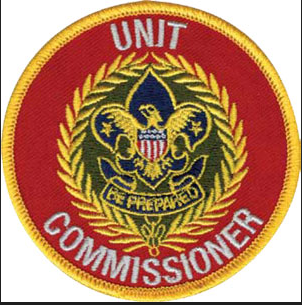 UNIT
BE PREPARED
COMMISSIONER